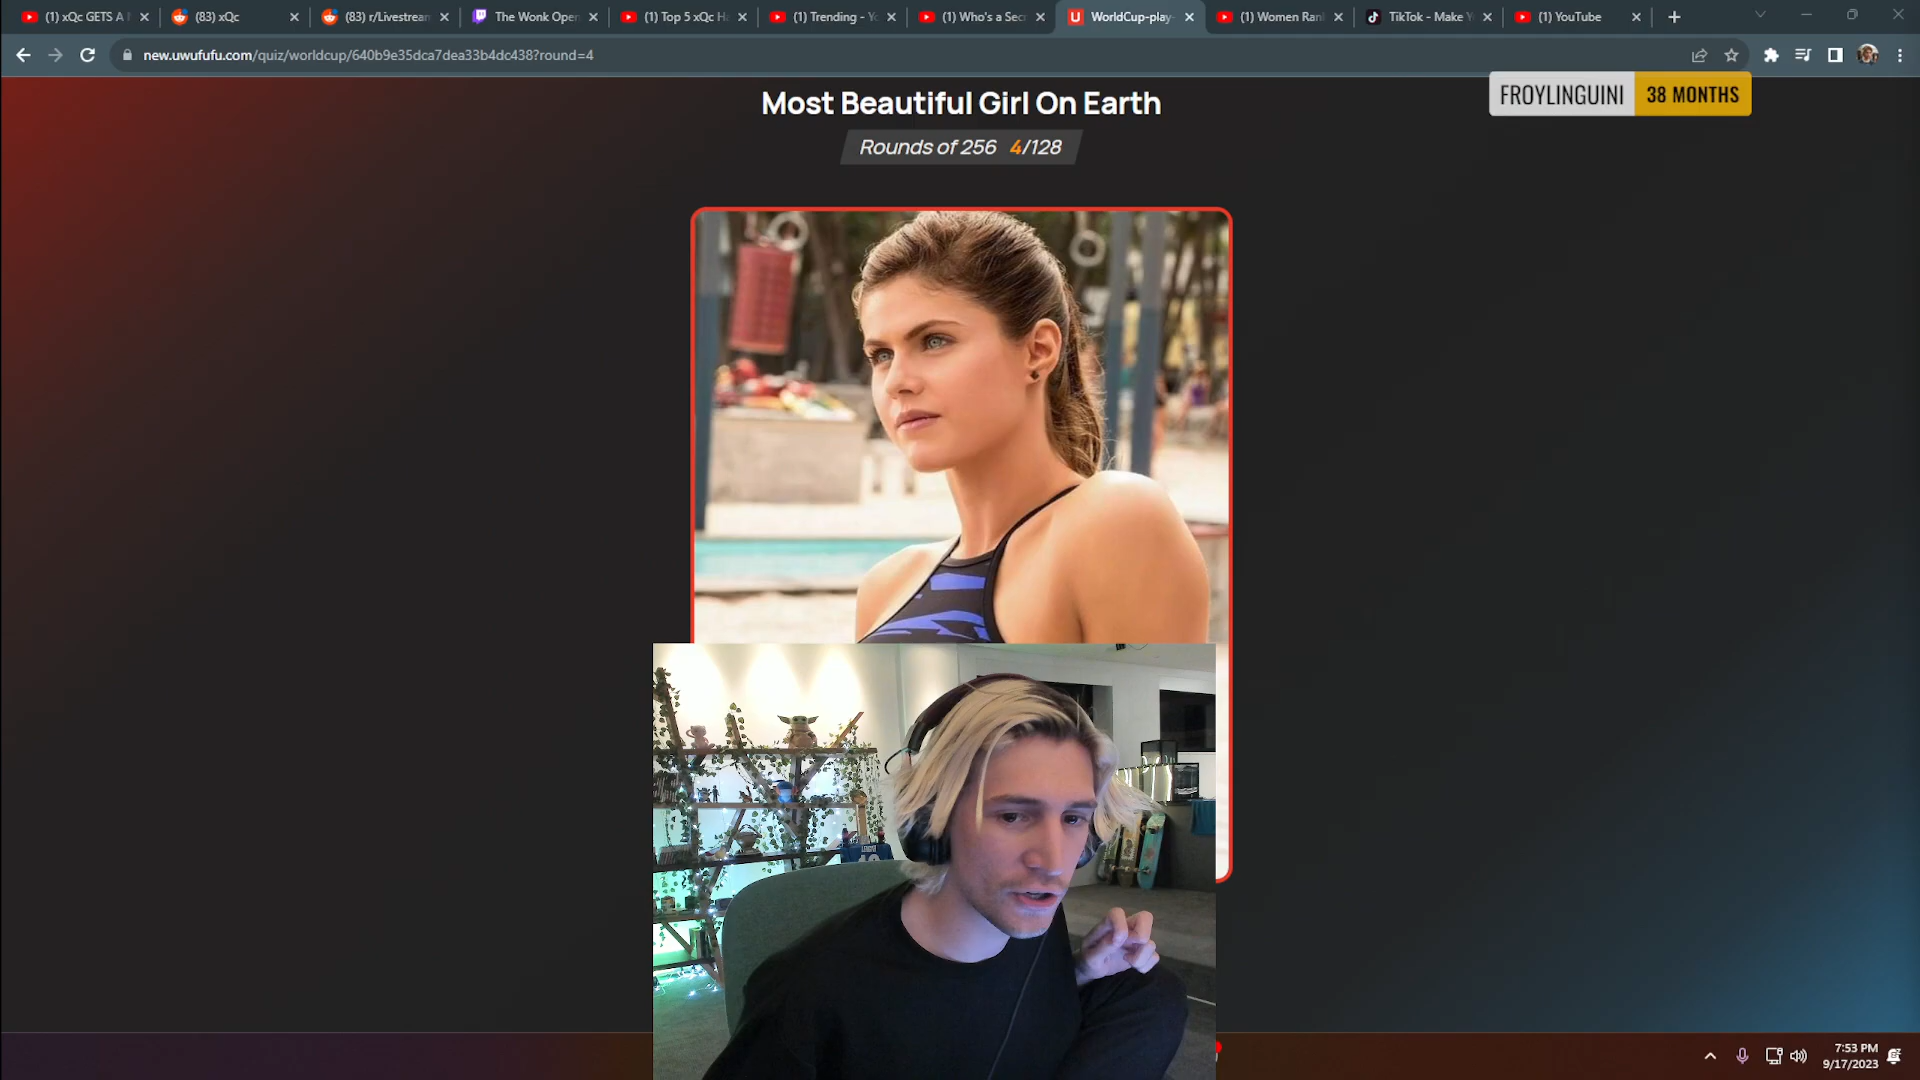 (1) xQc GETS A
(83) xQc
(83) r/Livestream
The Wonk Oper
(1) Top 5 xQc H
(1) Trending - Yo
(1) Who's a Sec
WorldCup-play-
(1) Women Ran
TikTok - Make Y
(1) YouTube
new.uwufufu.com/quiz/worldcup/640b9e35dca7dea33b4dc438?round=4
FROYLINGUINI 38 MONTHS
Most Beautiful Girl On Earth
Rounds of 256 4/128
7:53 PM
9/17/2023